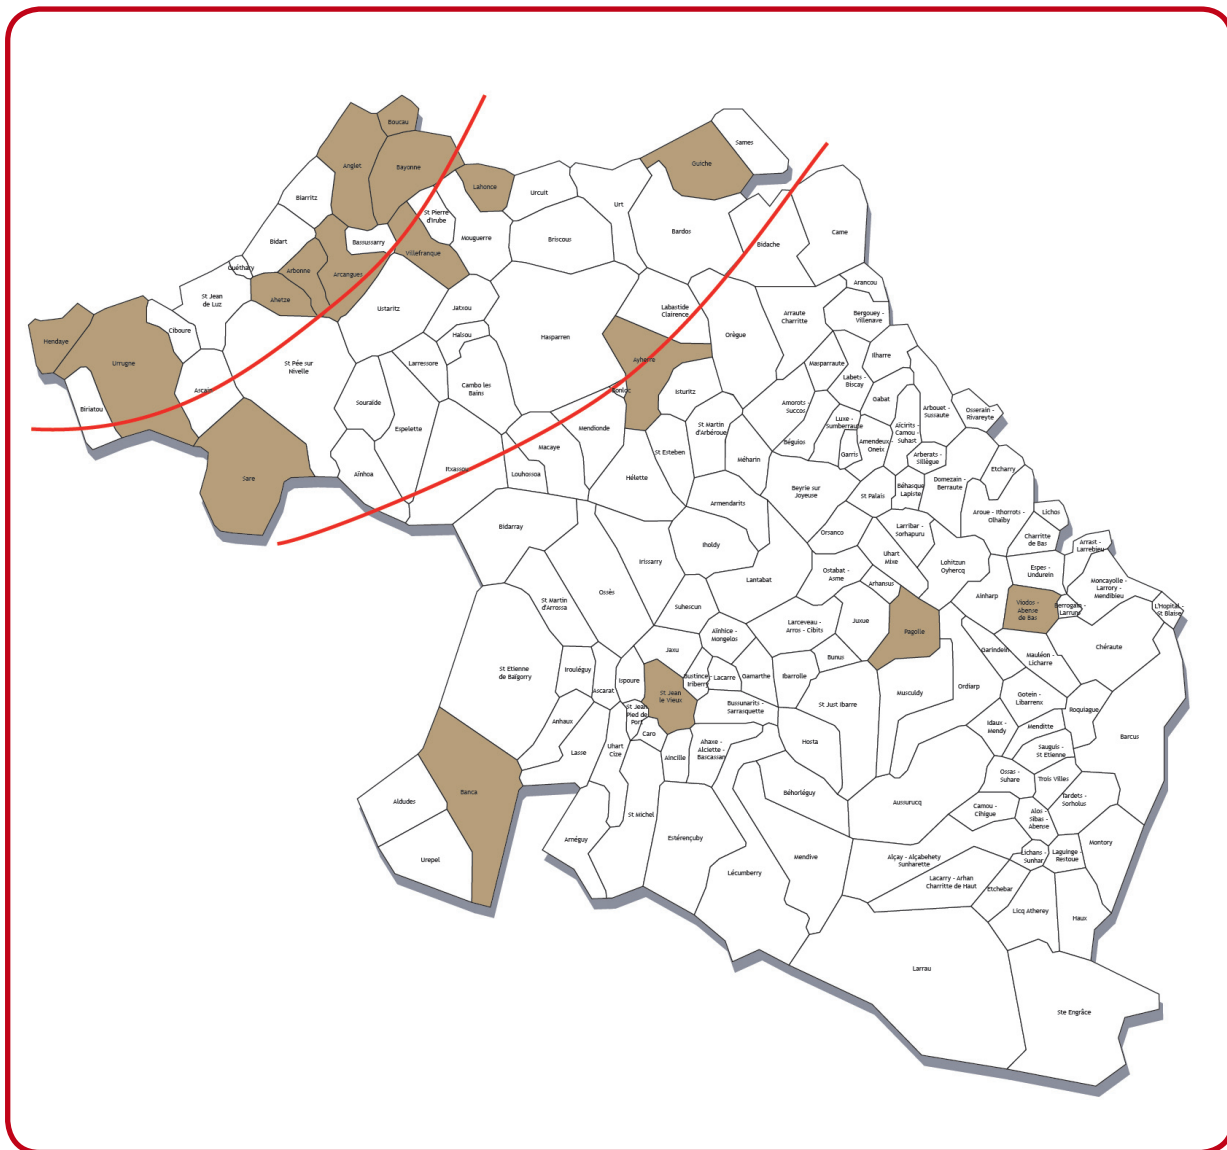 Boucau
Anglet
Bayonne
Sames
Guiche
Lahonce
Biarritz
Urcuit
Urt
St Pierre
d'Irube
Mouguerre
Briscous
Bardos
Bidache
Came
Bidart
Bassussarry
Villefranque
Guéthary
Arbonne
Arcangues
Ahetze
St Jean
de Luz
Ustaritz
Jatxou
Labastide
Clairence
Arancou
Bergouey -
Villenave
Arraute
Charritte
Orègue
Hendaye
Urrugne
Ciboure
Halsou
Hasparren
Ayherre
Ilharre
Masparraute
St Pée sur
Nivelle
Larressore
Cambo les
Bains
Labets -
Biscay
Ascain
Biriatou
Souraide
Isturitz
Gabat
Amorots -
Succos
Arbouet -
Sussaute
Osserain -
Rivareyte
Luxe -
Sumberraute
Aïcirits -
Camou -
Suhast
Espelette
Mendionde
St Martin
d'Arbéroue
Béguios
Garris
Amendeux -
Oneix
Arberats -
Sillègue
Macaye
St Esteben
Méharin
Etcharry
Sare
Aïnhoa
Itxassou
Louhossoa
Hélette
Beyrie sur
Joyeuse
St Palais
Béhasque
Lapiste
Domezain -
Berraute
Armendarits
Aroue - Ithorrots -
Olhaïby
Lichos
Bidarray
Orsanco
Larribar -
Sorhapuru
Charritte
de Bas
Arrast -
Larrebieu
Iholdy
Irissarry
Uhart
Mixe
Lohitzun
Oyhercq
Espes -
Undurein
Lantabat
Ostabat -
Asme
Arhansus
Moncayolle -
Larrory -
Mendibieu
Ossès
St Martin
d'Arrossa
Suhescun
Ainharp
Viodos -
Abense
de Bas
Berrogain -
Larruns
L'Hopital -
St Blaise
Larceveau -
Arros - Cibits
Juxue
Pagolle
Aïnhice -
Mongelos
Chéraute
Jaxu
Bunus
Garindein
Mauléon -
Licharre
St Etienne
de Baïgorry
Irouléguy
Ispoure
Bustince -
Iriberry
Lacarre
Gamarthe
Ibarrolle
Ascarat
St Jean
le Vieux
Musculdy
Ordiarp
Gotein -
Libarrenx
Roquiague
Bussunarits -
Sarrasquette
St Just Ibarre
St Jean
Pied de
Port
Anhaux
Caro
Idaux -
Mendy
Menditte
Barcus
Lasse
Uhart
Cize
Aincille
Ahaxe -
Alciette -
Bascassan
Hosta
Sauguis -
St Etienne
Ossas -
Suhare
Trois Villes
Banca
Béhorléguy
Tardets -
Sorholus
Aldudes
Aussurucq
Camou -
Cihigue
Alos -
Sibas -
Abense
St Michel
Estérençuby
Arnéguy
Montory
Urepel
Mendive
Alçay - Alçabehety
Sunharette
Lichans -
Sunhar
Laguinge -
Restoue
Lécumberry
Lacarry - Arhan
Charritte de Haut
Etchebar
Licq Atherey
Haux
Larrau
Ste Engrâce